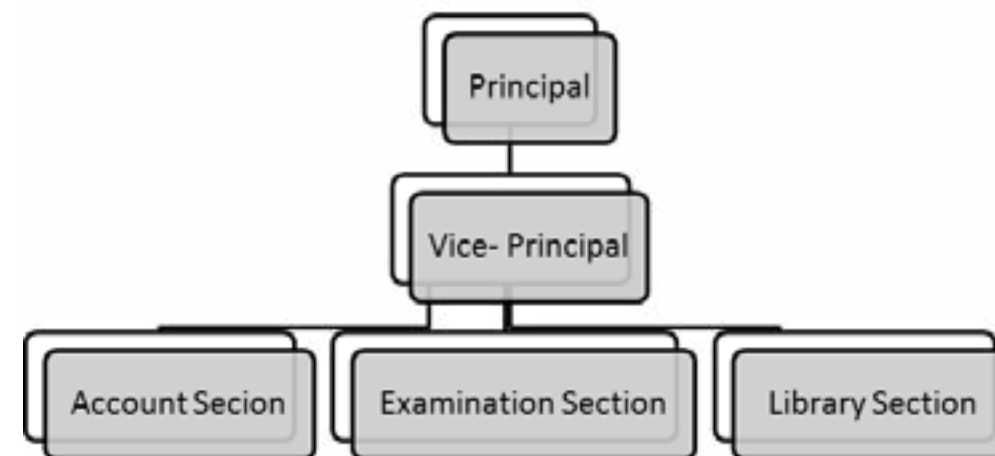 Principal
Vice- Principal
Account Secion
Examination Section
Library Section